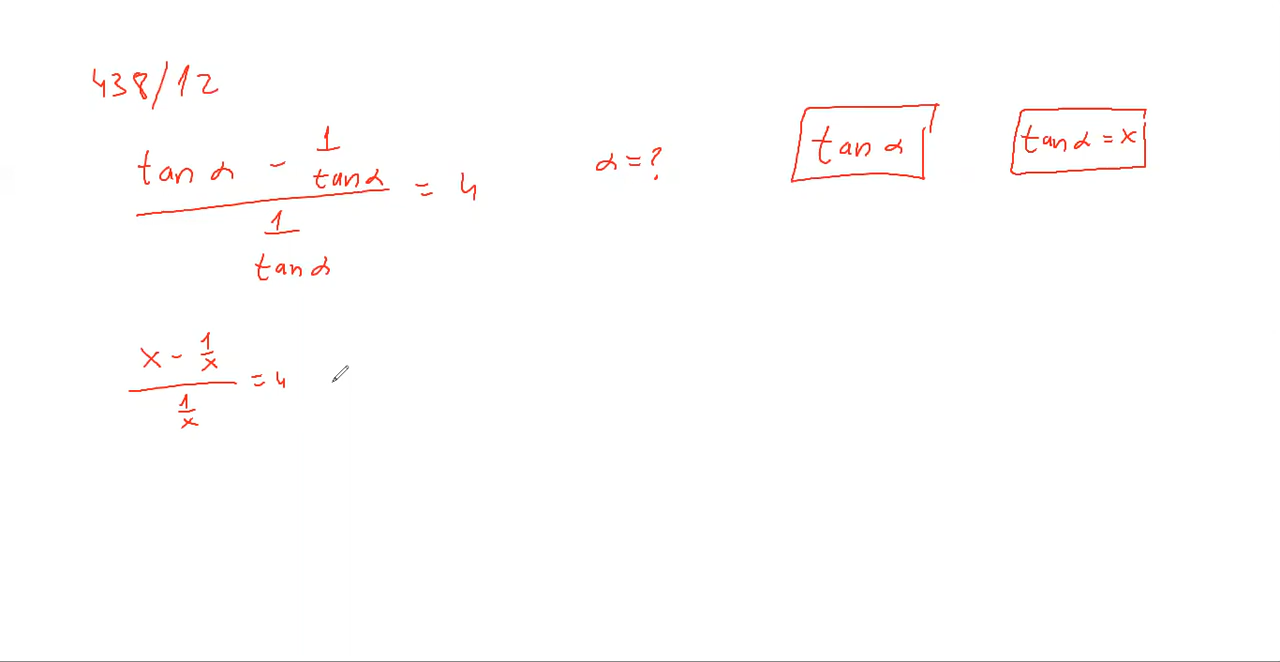 438/12
tan α - 1/tan α / 1/tan α = 4
α = ?
tan α
tan α = x
x - 1/x / 1/x = 4